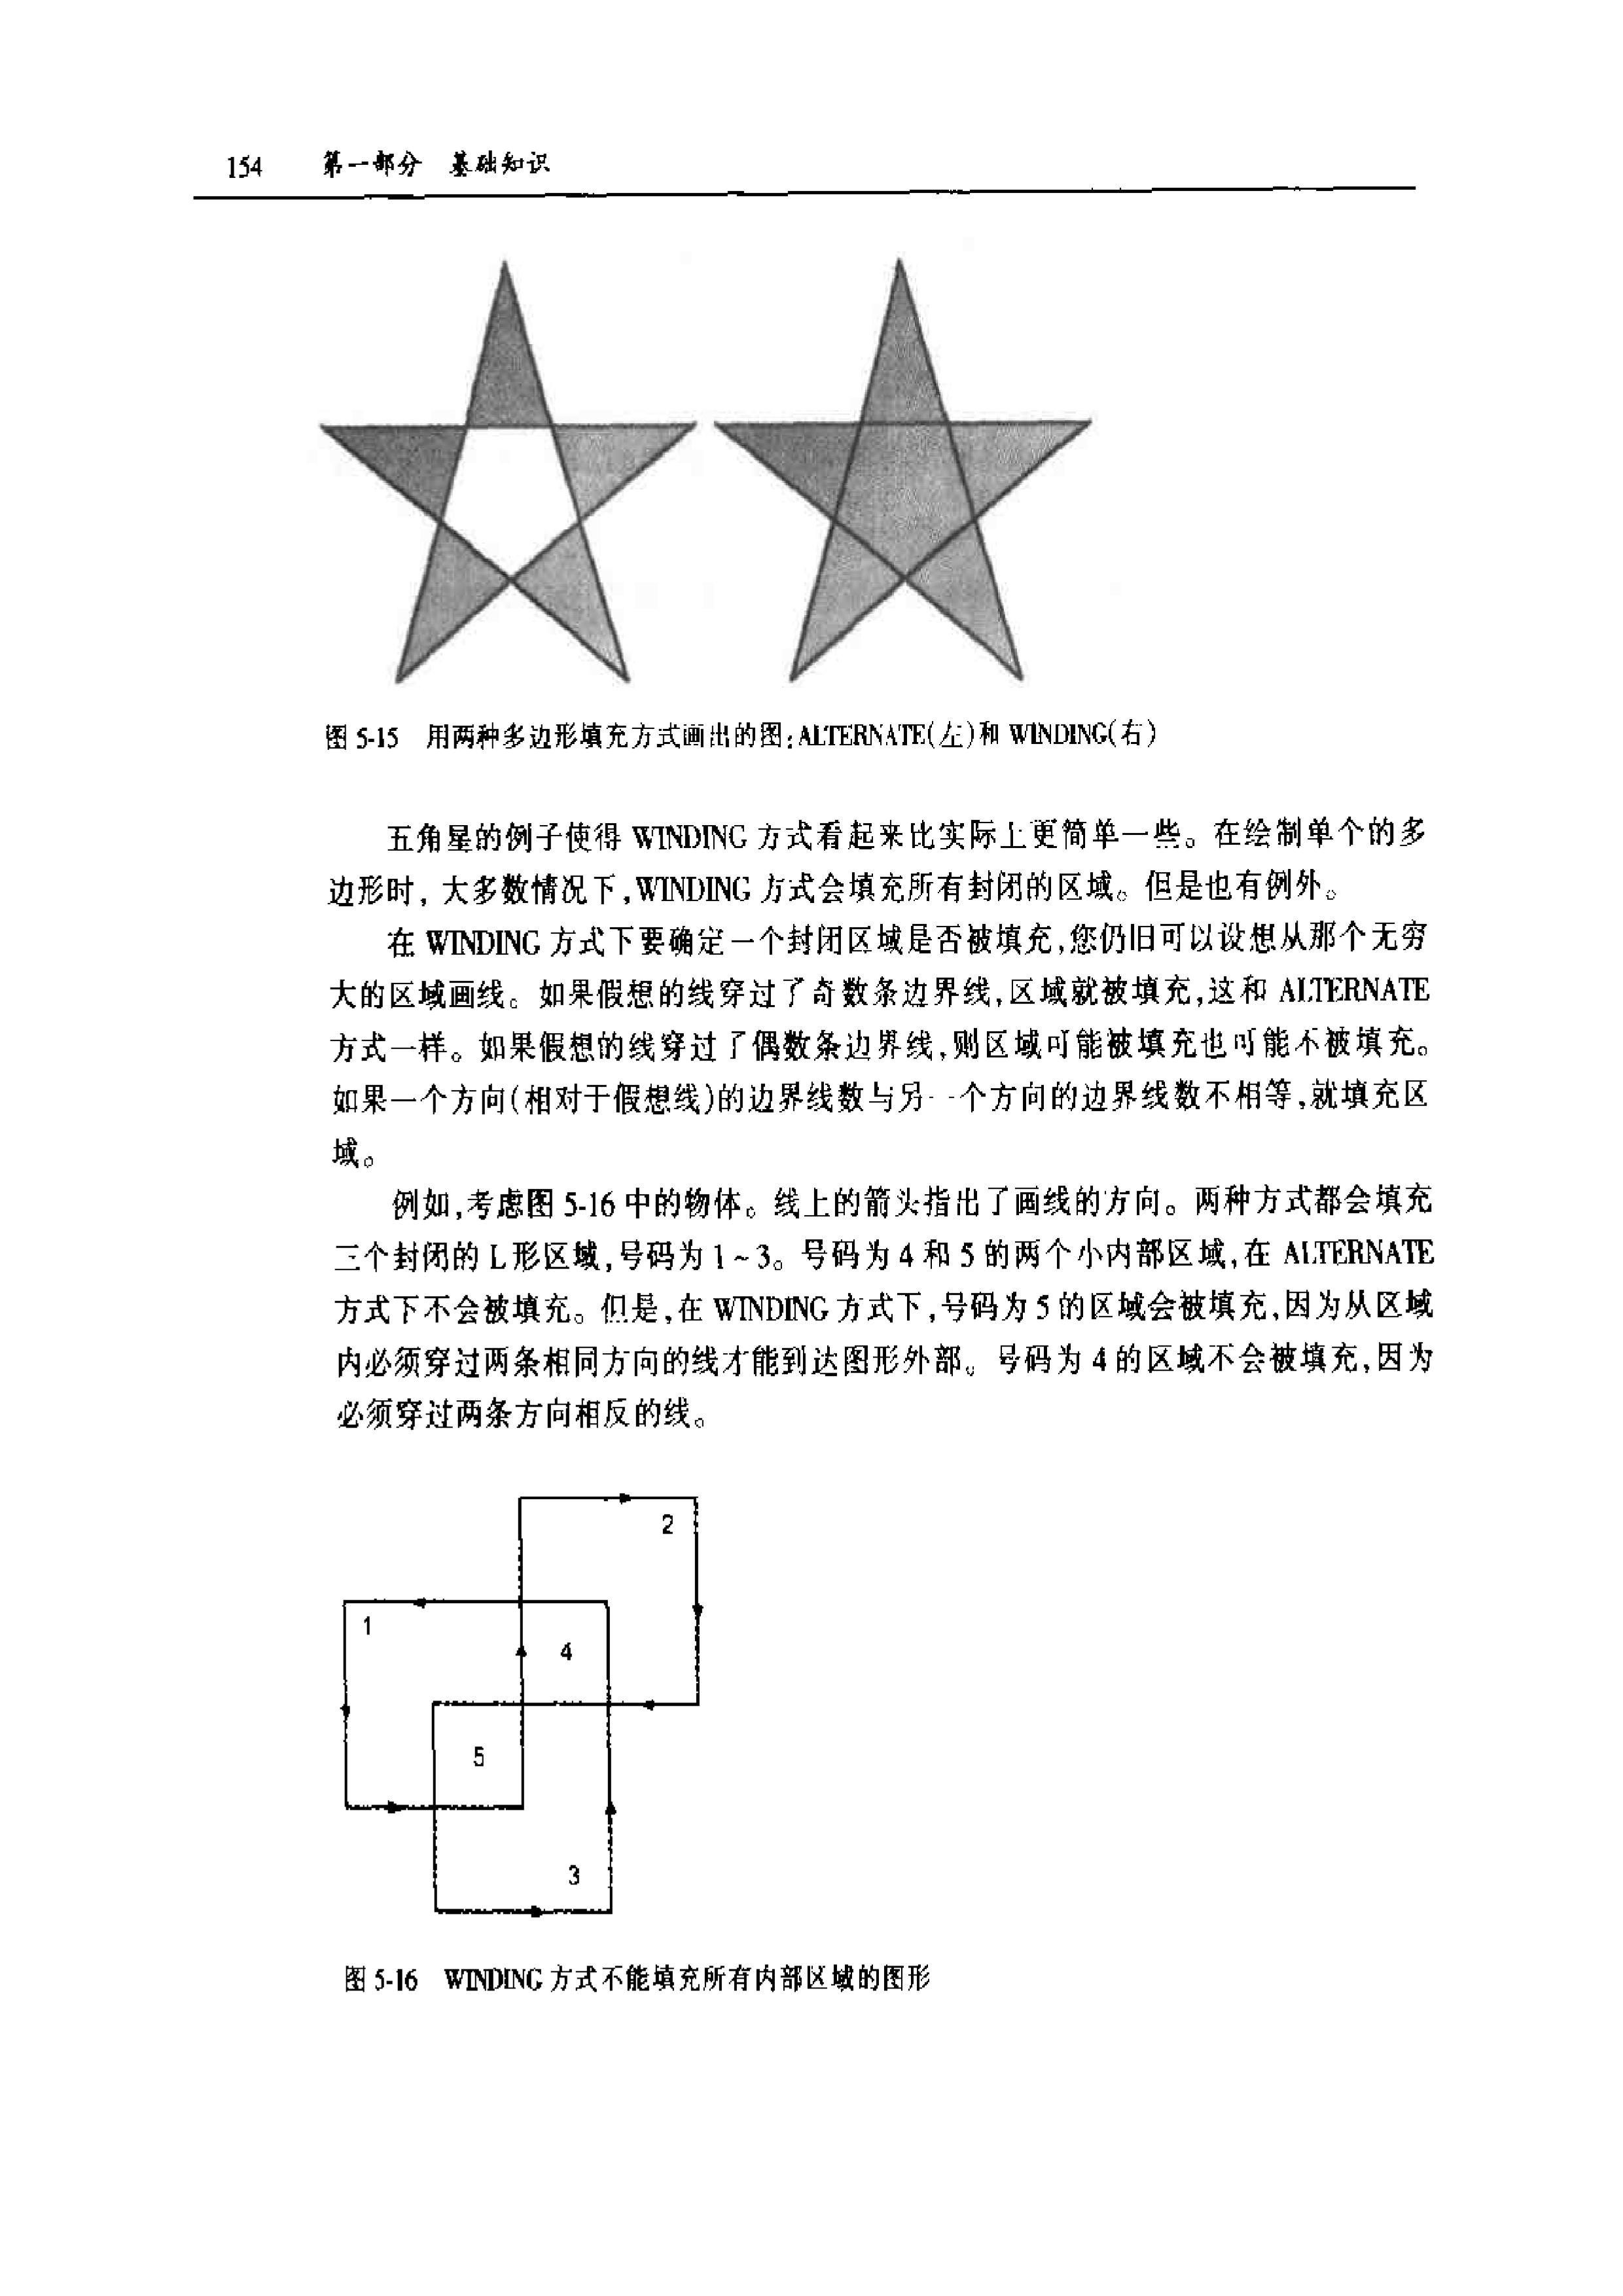 154 第一部分 基础知识
图 5-15 用两种多边形填充方式画出的图:ALTERNATE(左)和 WINDING(右)
五角星的例子使得 WINDING 方式看起来比实际上更简单一些。在绘制单个的多
边形时,大多数情况下,WINDING 方式会填充所有封闭的区域。但是也有例外。
在 WINDING 方式下要确定一个封闭区域是否被填充,您仍旧可以设想从那个无穷
大的区域画线。如果假想的线穿过了奇数条边界线,区域就被填充,这和 ALTERNATE
方式一样。如果假想的线穿过了偶数条边界线,则区域可能被填充也可能不被填充。
如果一个方向(相对于假想线)的边界线数与另一个方向的边界线数不相等,就填充区
域。
例如,考虑图 5-16 中的物体。线上的箭头指出了画线的方向。两种方式都会填充
三个封闭的 L 形区域,号码为 1~3。号码为 4 和 5 的两个小内部区域,在 ALTERNATE
方式下不会被填充。但是,在 WINDING 方式下,号码为 5 的区域会被填充,因为从区域
内必须穿过两条相同方向的线才能到达图形外部。号码为 4 的区域不会被填充,因为
必须穿过两条方向相反的线。
2
1
4
5
3
图 5-16 WINDING 方式不能填充所有内部区域的图形